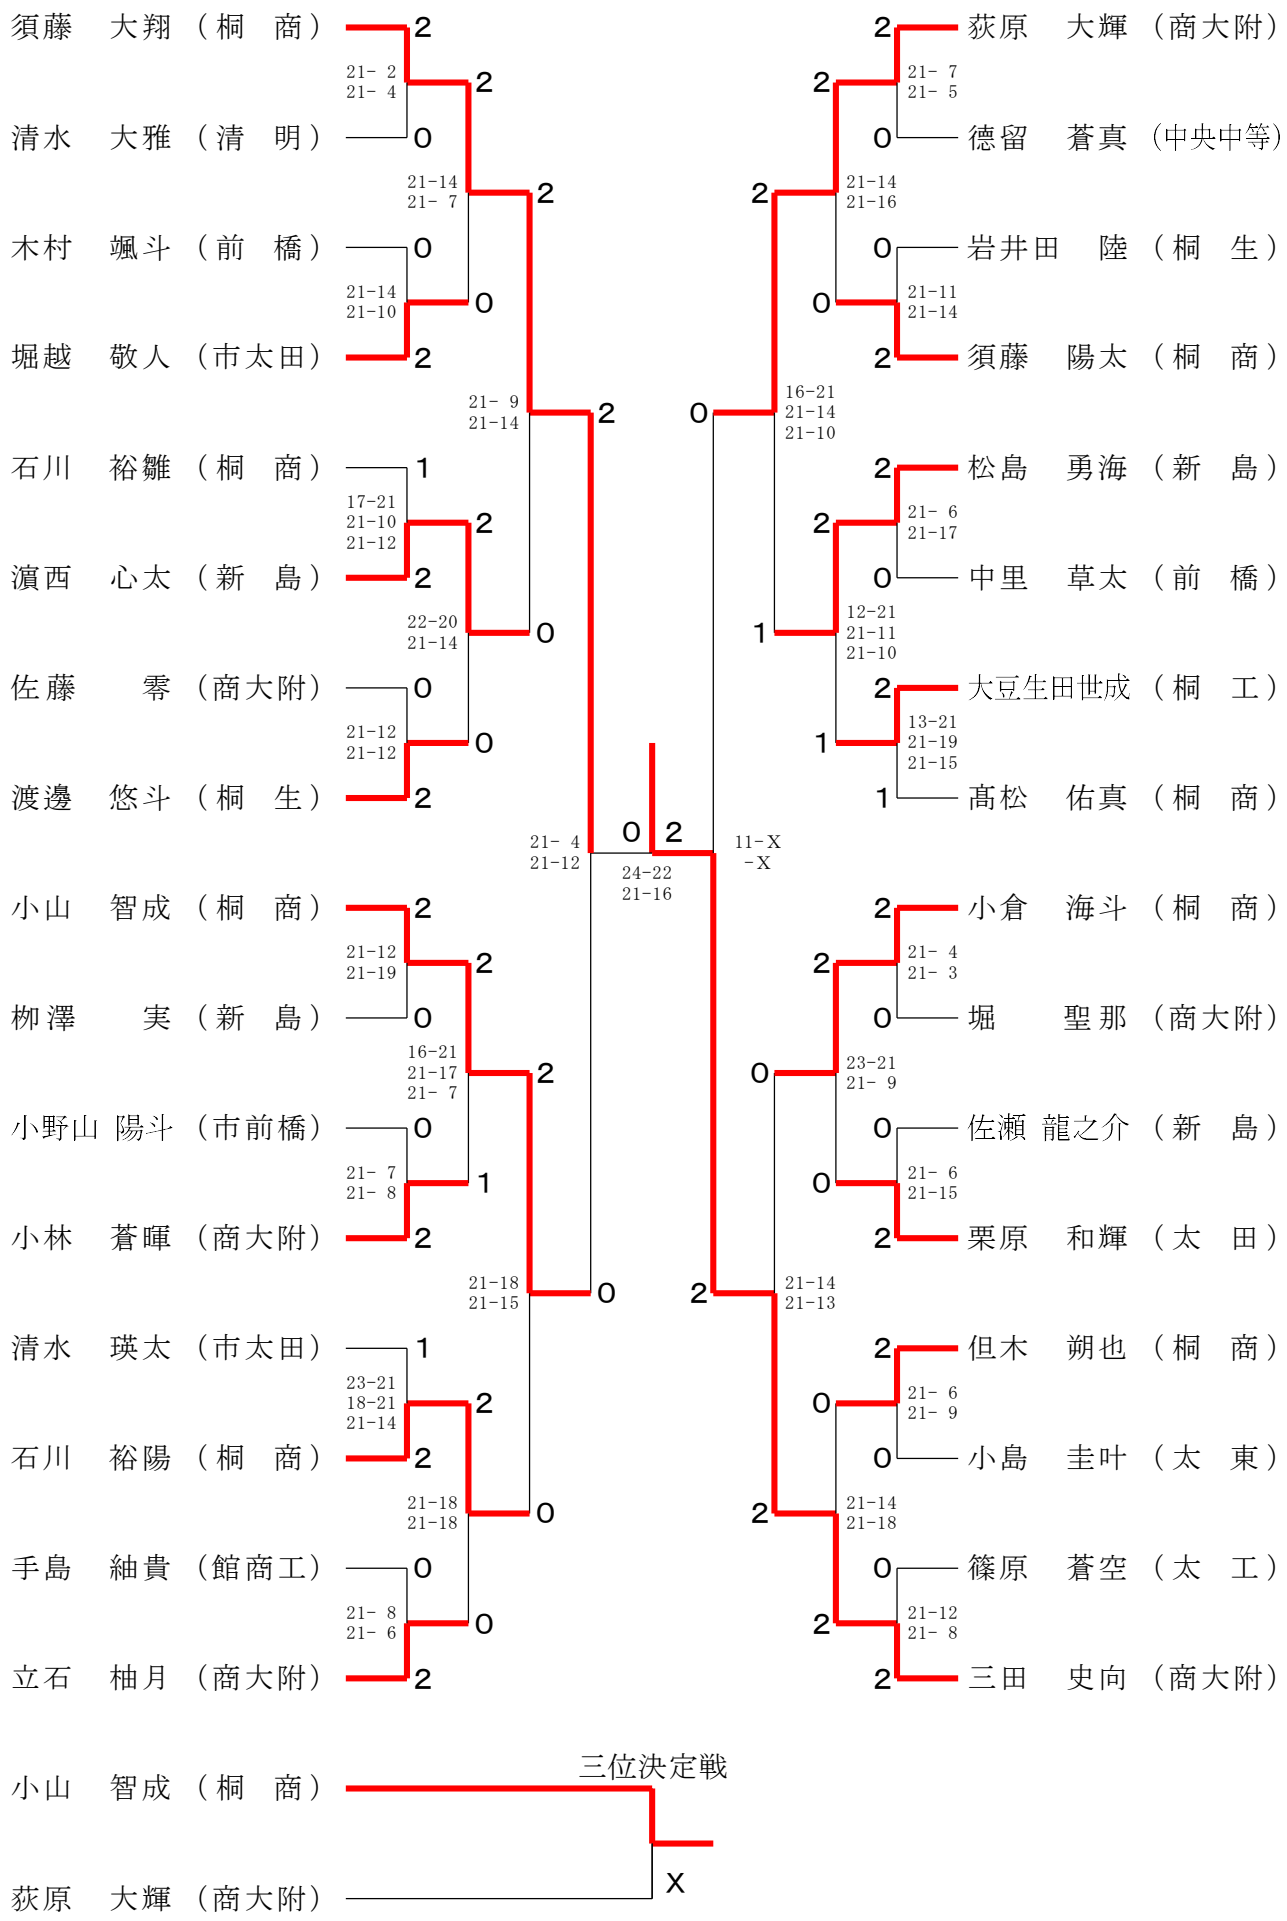 須藤　大翔（桐　商） 2 2 荻原　大輝（商大附）
21- 2 2 2 21- 7
21- 4 21- 5
清水　大雅（清　明） 0 0 德留　蒼真（中央中等）
21-14 2 2 21-14
21- 7 21-16
木村　颯斗（前　橋） 0 0 岩井田　陸（桐　生）
21-14 0 0 21-11
21-10 21-14
堀越　敬人（市太田） 2 2 須藤　陽太（桐　商）
21- 9 2 0 16-21
21-14 21-14
21-10
石川　裕雛（桐　商） 1 2 松島　勇海（新　島）
17-21 2 2 21- 6
21-10 21-17
21-12
濵西　心太（新　島） 2 0 中里　草太（前　橋）
22-20 0 1 12-21
21-14 21-11
21-10
佐藤　　零（商大附） 0 2 大豆生田世成（桐　工）
21-12 0 1 13-21
21-12 21-19
21-15
渡邊　悠斗（桐　生） 2 1 髙松　佑真（桐　商）
21- 4 0 2 11-X
21-12 -X
24-22
21-16
小山　智成（桐　商） 2 2 小倉　海斗（桐　商）
21-12 2 2 21- 4
21-19 21- 3
栁澤　　実（新　島） 0 0 堀　　聖那（商大附）
16-21 2 0 23-21
21-17 21- 9
21- 7
小野山 陽斗（市前橋） 0 0 佐瀬 龍之介（新　島）
21- 7 1 0 21- 6
21- 8 21-15
小林　蒼暉（商大附） 2 2 栗原　和輝（太　田）
21-18 0 2 21-14
21-15 21-13
清水　瑛太（市太田） 1 2 但木　朔也（桐　商）
23-21 2 0 21- 6
18-21 21- 9
21-14
石川　裕陽（桐　商） 2 0 小島　圭叶（太　東）
21-18 0 2 21-14
21-18 21-18
手島　紬貴（館商工） 0 0 篠原　蒼空（太　工）
21- 8 0 2 21-12
21- 6 21- 8
立石　柚月（商大附） 2 2 三田　史向（商大附）
三位決定戦
小山　智成（桐　商）
X
荻原　大輝（商大附）